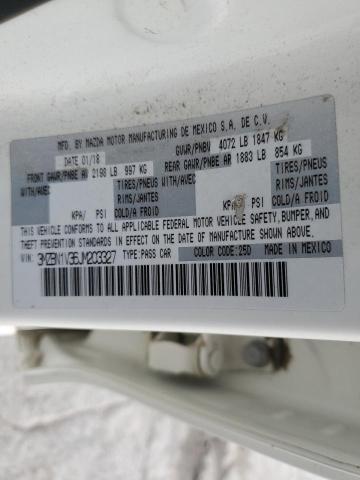 MFD. BY MAZDA MOTOR MANUFACTURING DE MEXICO S.A. DE C.V.
DATE 01/18 GVWR/PNBV 4072 LB 1847 KG
FRONT GAWR/PNBE AV 2198 LB 997 KG REAR GAWR/PNBE AR 1883 LB 854 KG
WITH/AVEC TIRES/PNEUS WITH/AVEC TIRES/PNEUS
RIMS/JANTES RIMS/JANTES
KPA/ PSI COLD/A FROID KPA/ PSI COLD/A FROID
THIS VEHICLE CONFORMS TO ALL APPLICABLE FEDERAL MOTOR VEHICLE SAFETY, BUMPER, AND
THEFT PREVENTION STANDARDS IN EFFECT ON THE DATE OF MANUFACTURE SHOWN ABOVE.
VIN: 3MZBN1V35JM203327 TYPE:PASS CAR COLOR CODE:25D MADE IN MEXICO